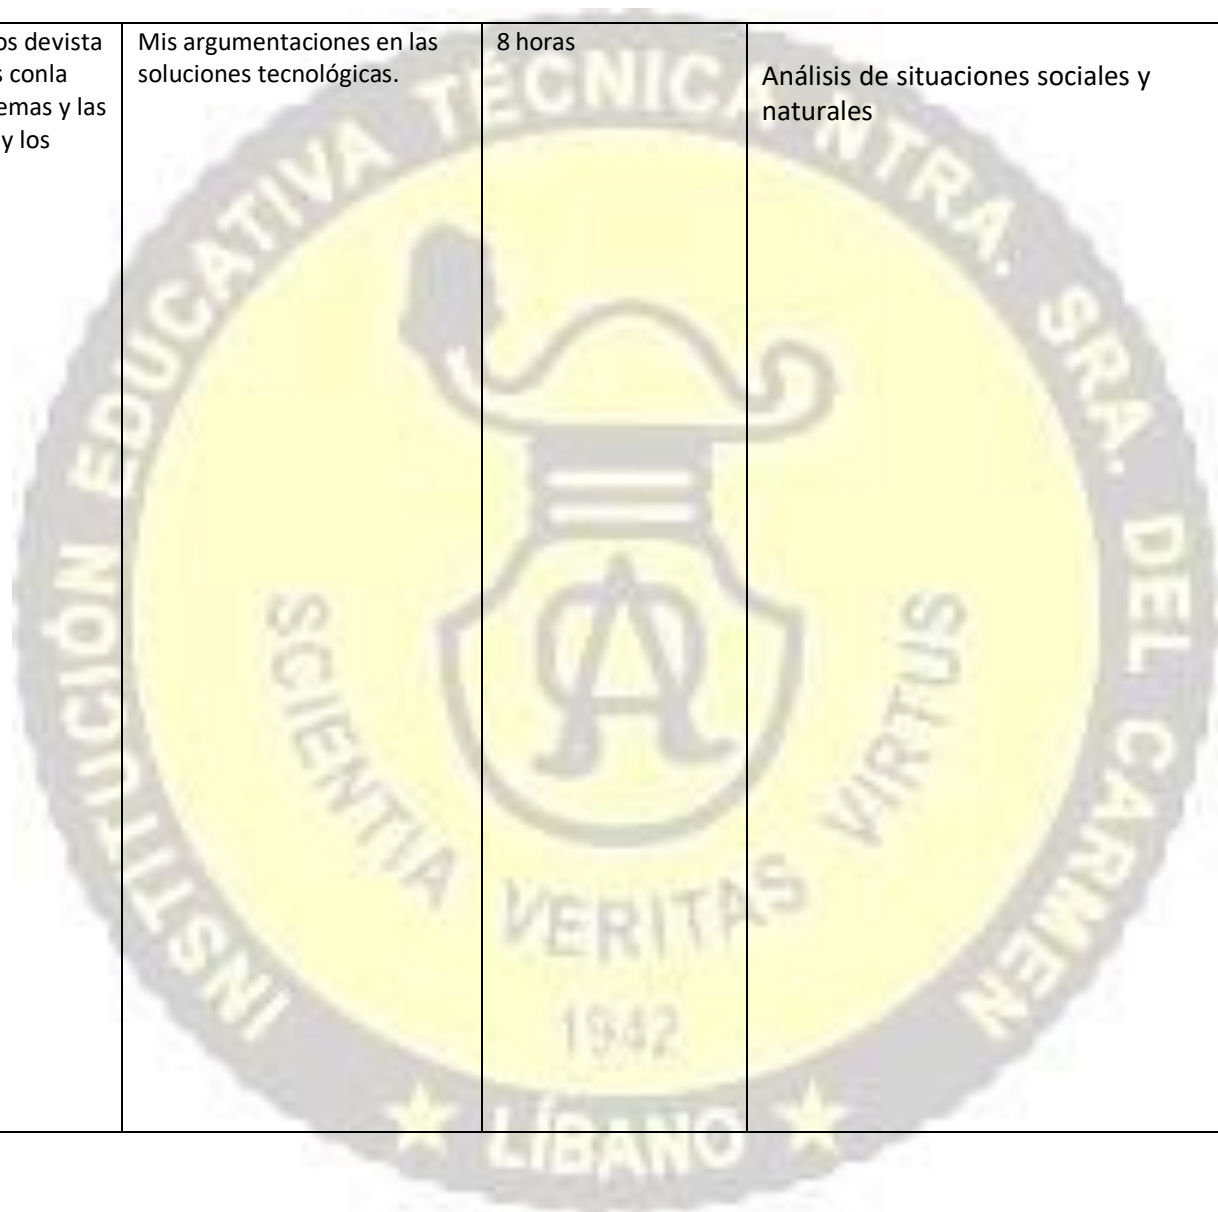 os devista
s conla
emas y las
y los
Mis argumentaciones en las
soluciones tecnológicas.
8 horas
Análisis de situaciones sociales y
naturales
INSTITUCIÓN EDUCATIVA TÉCNICA NTRA. SRA. DEL CARMEN
SCIENTIA VERITAS VIRTUS
1942
LÍBANO